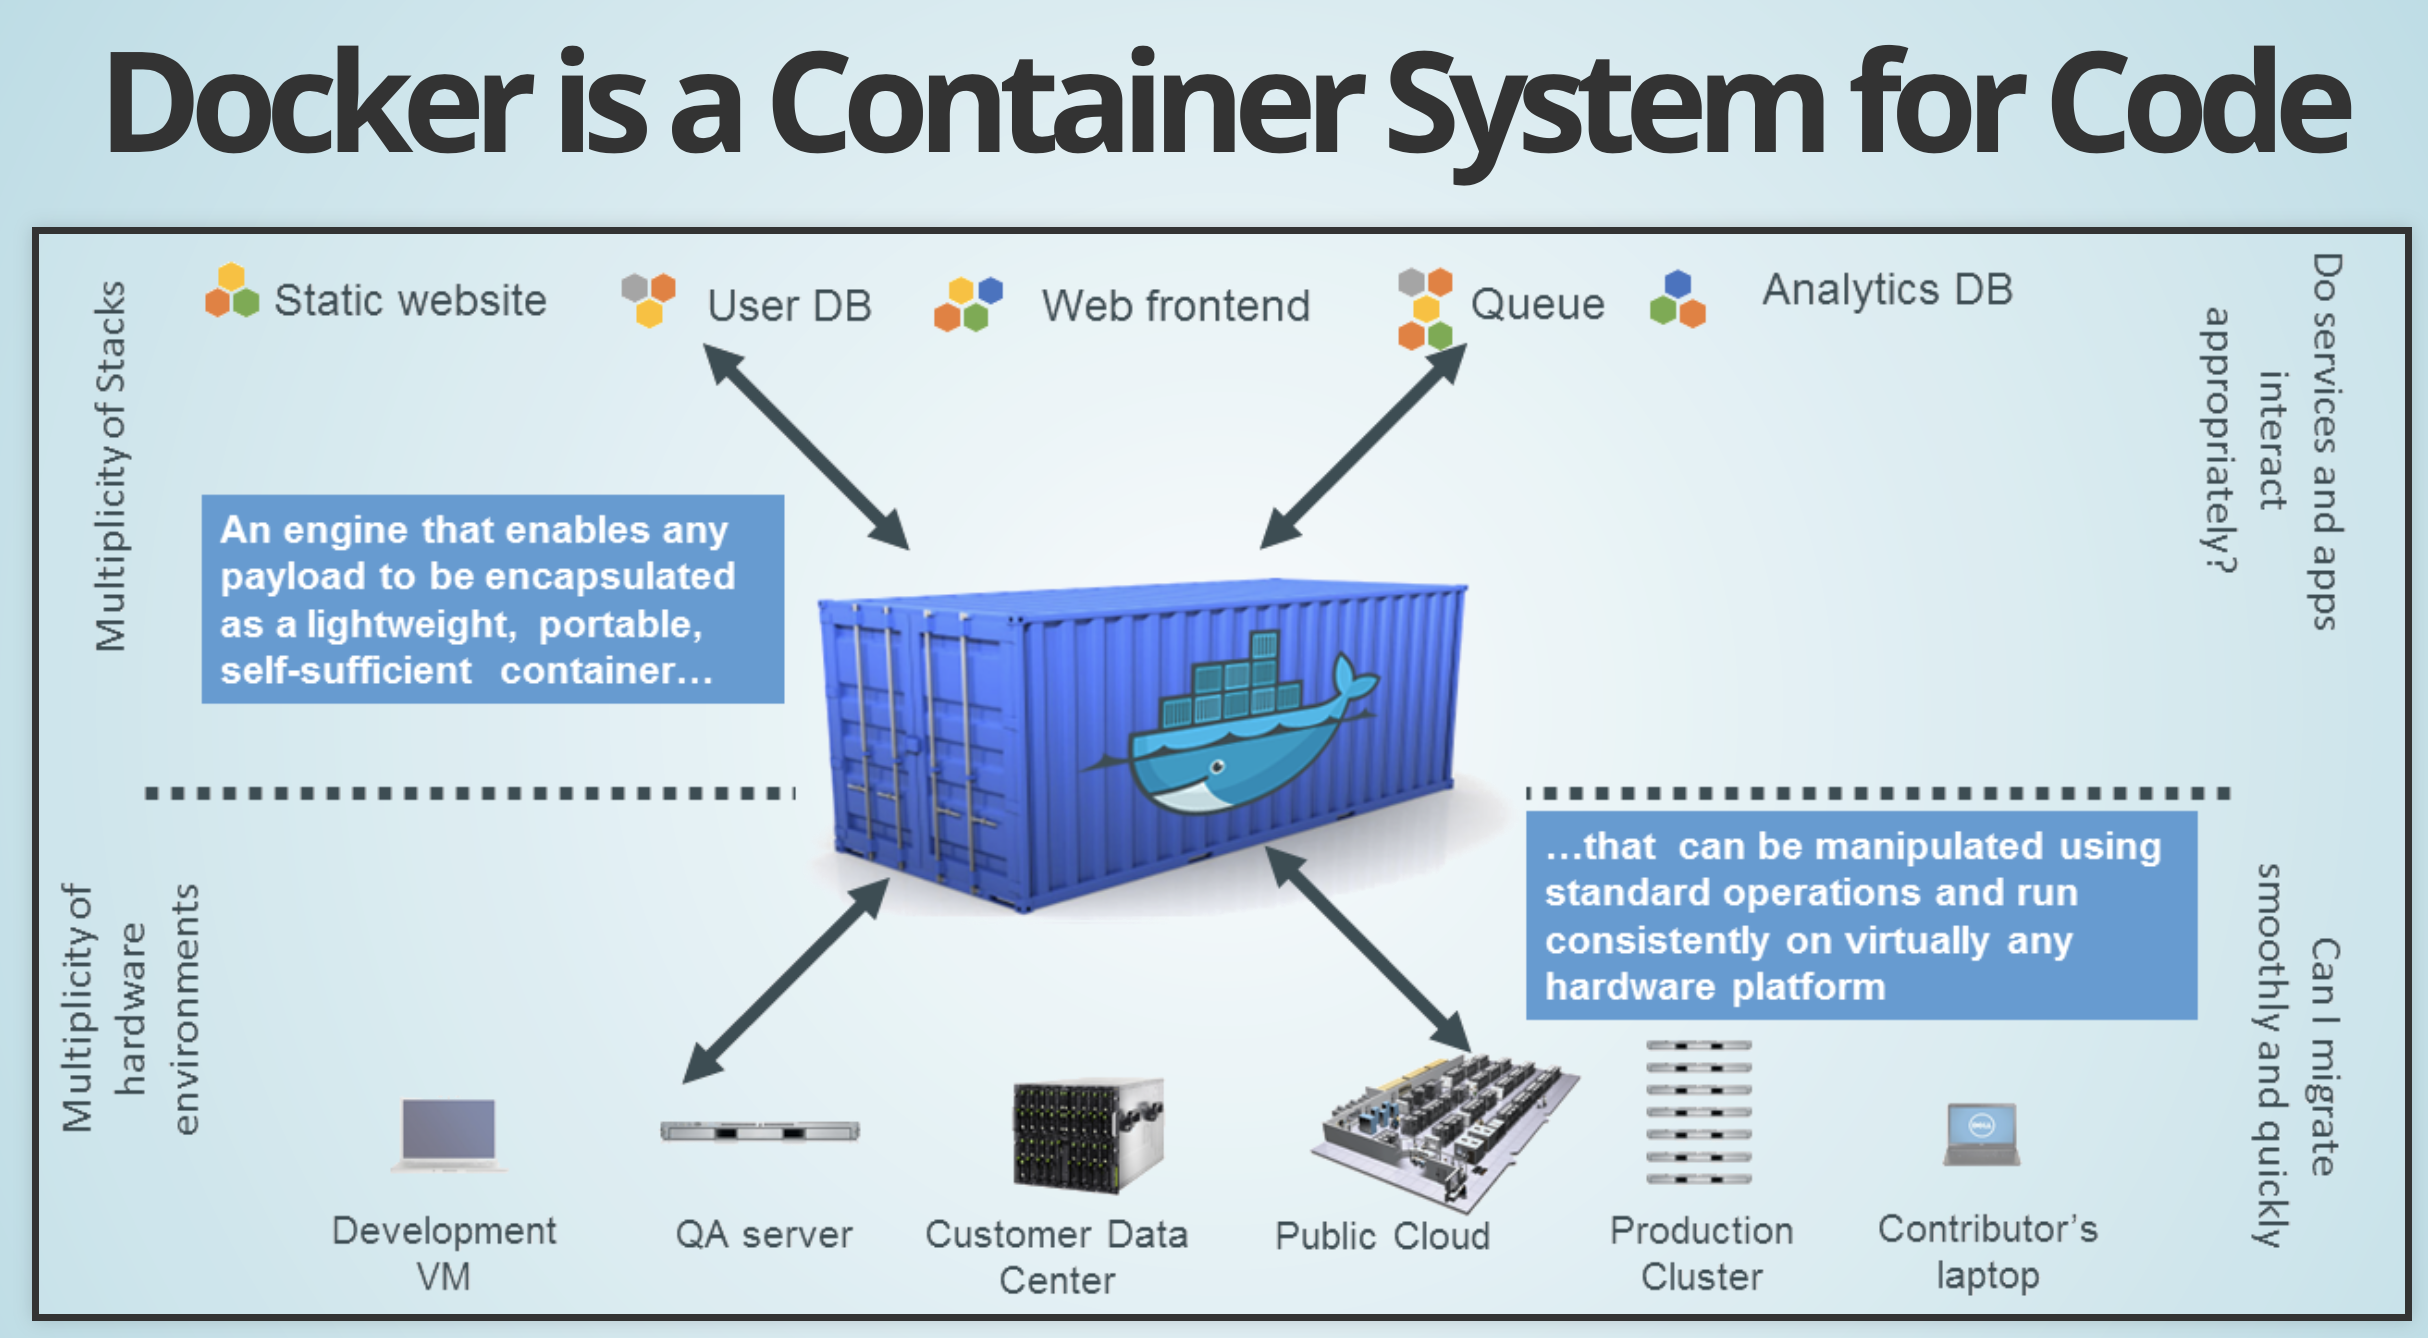 Docker is a Container System for Code
Multiplicity of Stacks
Static website
User DB
Web frontend
Queue
Analytics DB
Do services and apps
interact
appropriately?
An engine that enables any
payload to be encapsulated
as a lightweight, portable,
self-sufficient container...
...that can be manipulated using
standard operations and run
consistently on virtually any
hardware platform
Multiplicity of
hardware
environments
Can I migrate
smoothly and quickly
DELL
Development
VM
QA server
Customer Data
Center
Public Cloud
Production
Cluster
Contributor’s
laptop